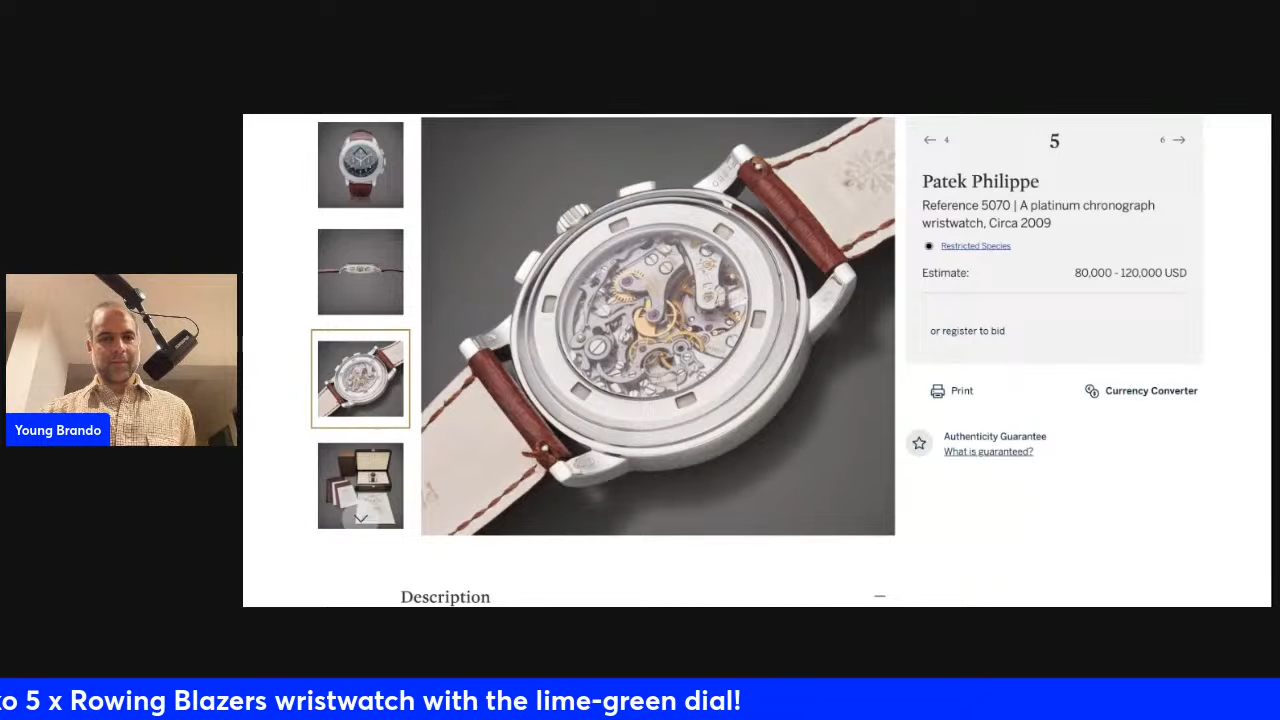 4
5
6
Patek Philippe
Reference 5070 | A platinum chronograph
wristwatch, Circa 2009
Restricted Species
Estimate:
80,000 - 120,000 USD
or register to bid
Print
Currency Converter
Authenticity Guarantee
What is guaranteed?
Young Brando
Description
o 5 x Rowing Blazers wristwatch with the lime-green dial!